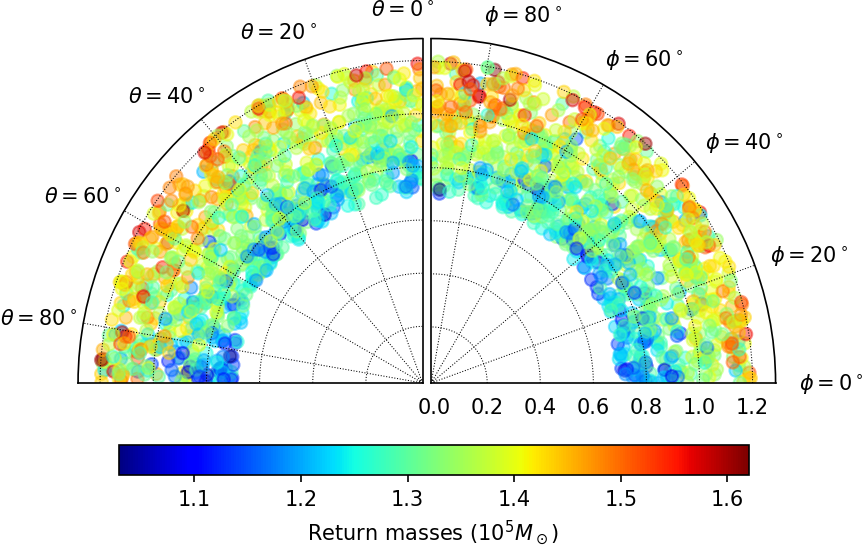 θ = 0°
ϕ = 80°
θ = 20°
ϕ = 60°
θ = 40°
ϕ = 40°
θ = 60°
ϕ = 20°
θ = 80°
ϕ = 0°
0.0 0.2 0.4 0.6 0.8 1.0 1.2
1.1 1.2 1.3 1.4 1.5 1.6
Return masses (10⁵M☉)